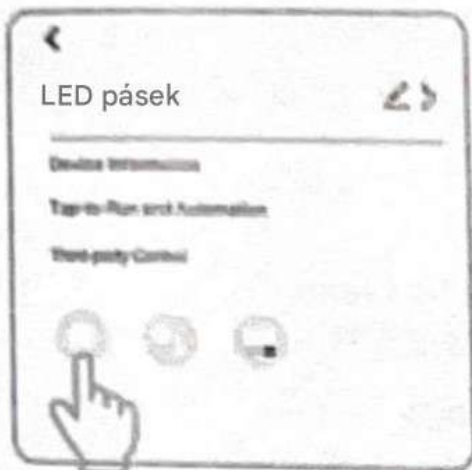 LED pásek
Device Information
Tap-to-Run and Automation
Third-party Control